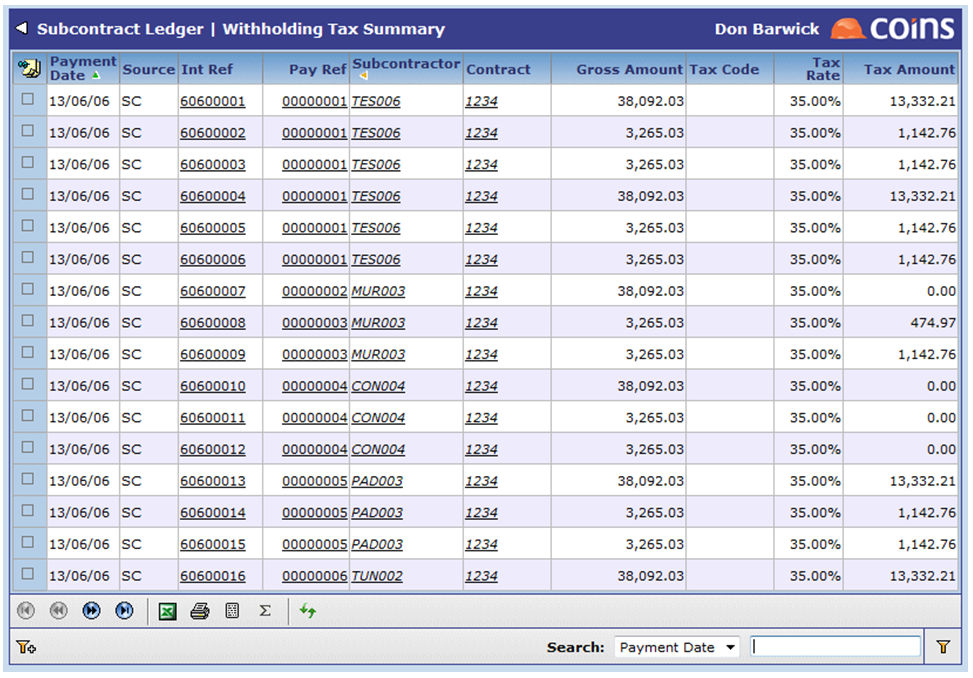 Subcontract Ledger | Withholding Tax Summary Don Barwick coins
Payment Date Source Int Ref Pay Ref Subcontractor Contract Gross Amount Tax Code Tax Rate Tax Amount
13/06/06 SC 60600001 00000001 TES006 1234 38,092.03 35.00% 13,332.21
13/06/06 SC 60600002 00000001 TES006 1234 3,265.03 35.00% 1,142.76
13/06/06 SC 60600003 00000001 TES006 1234 3,265.03 35.00% 1,142.76
13/06/06 SC 60600004 00000001 TES006 1234 38,092.03 35.00% 13,332.21
13/06/06 SC 60600005 00000001 TES006 1234 3,265.03 35.00% 1,142.76
13/06/06 SC 60600006 00000001 TES006 1234 3,265.03 35.00% 1,142.76
13/06/06 SC 60600007 00000002 MUR003 1234 38,092.03 35.00% 0.00
13/06/06 SC 60600008 00000003 MUR003 1234 3,265.03 35.00% 474.97
13/06/06 SC 60600009 00000003 MUR003 1234 3,265.03 35.00% 1,142.76
13/06/06 SC 60600010 00000004 CON004 1234 38,092.03 35.00% 0.00
13/06/06 SC 60600011 00000004 CON004 1234 3,265.03 35.00% 0.00
13/06/06 SC 60600012 00000004 CON004 1234 3,265.03 35.00% 0.00
13/06/06 SC 60600013 00000005 PAD003 1234 38,092.03 35.00% 13,332.21
13/06/06 SC 60600014 00000005 PAD003 1234 3,265.03 35.00% 1,142.76
13/06/06 SC 60600015 00000005 PAD003 1234 3,265.03 35.00% 1,142.76
13/06/06 SC 60600016 00000006 TUN002 1234 38,092.03 35.00% 13,332.21
Σ
Search: Payment Date